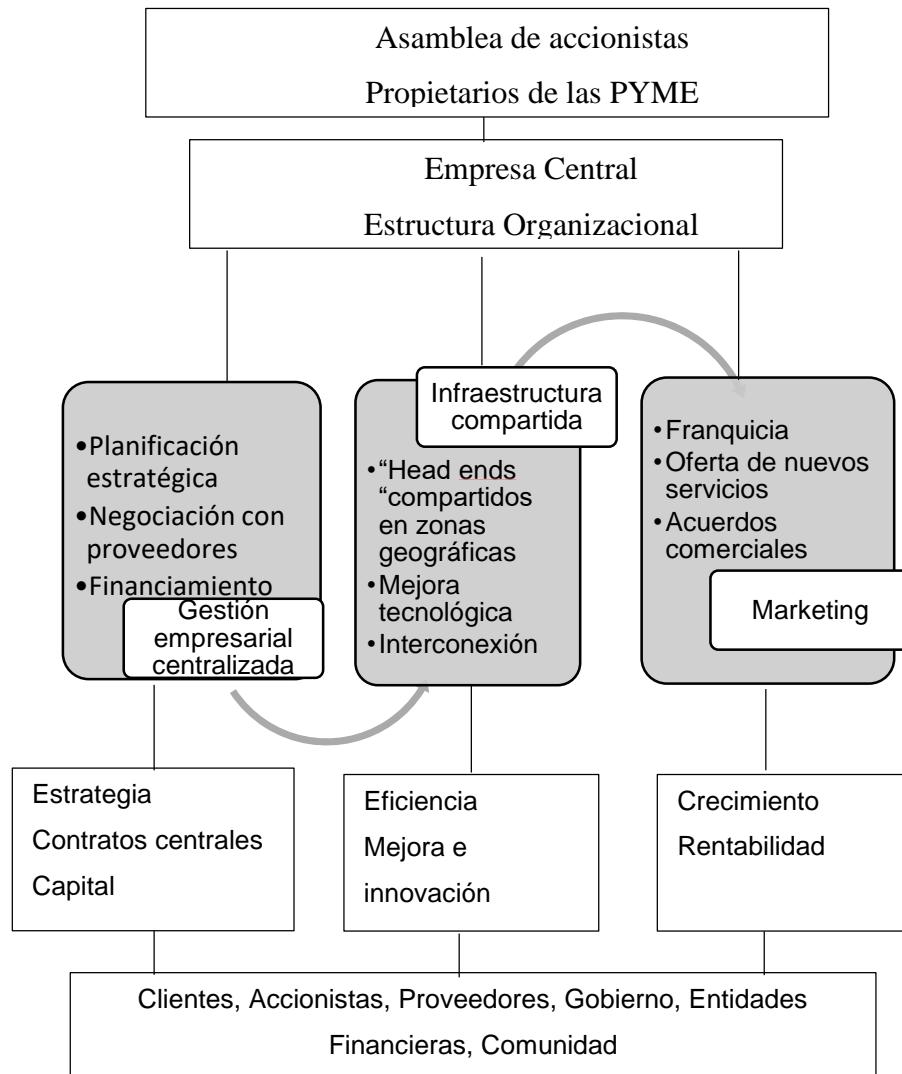 Asamblea de accionistas
Propietarios de las PYME
Empresa Central
Estructura Organizacional
•Planificación
estratégica
•Negociación con
proveedores
•Financiamiento
Gestión
empresarial
centralizada
Infraestructura
compartida
•“Head ends
“compartidos
en zonas
geográficas
•Mejora
tecnológica
•Interconexión
•Franquicia
•Oferta de nuevos
servicios
•Acuerdos
comerciales
Marketing
Estrategia
Contratos centrales
Capital
Eficiencia
Mejora e
innovación
Crecimiento
Rentabilidad
Clientes, Accionistas, Proveedores, Gobierno, Entidades
Financieras, Comunidad